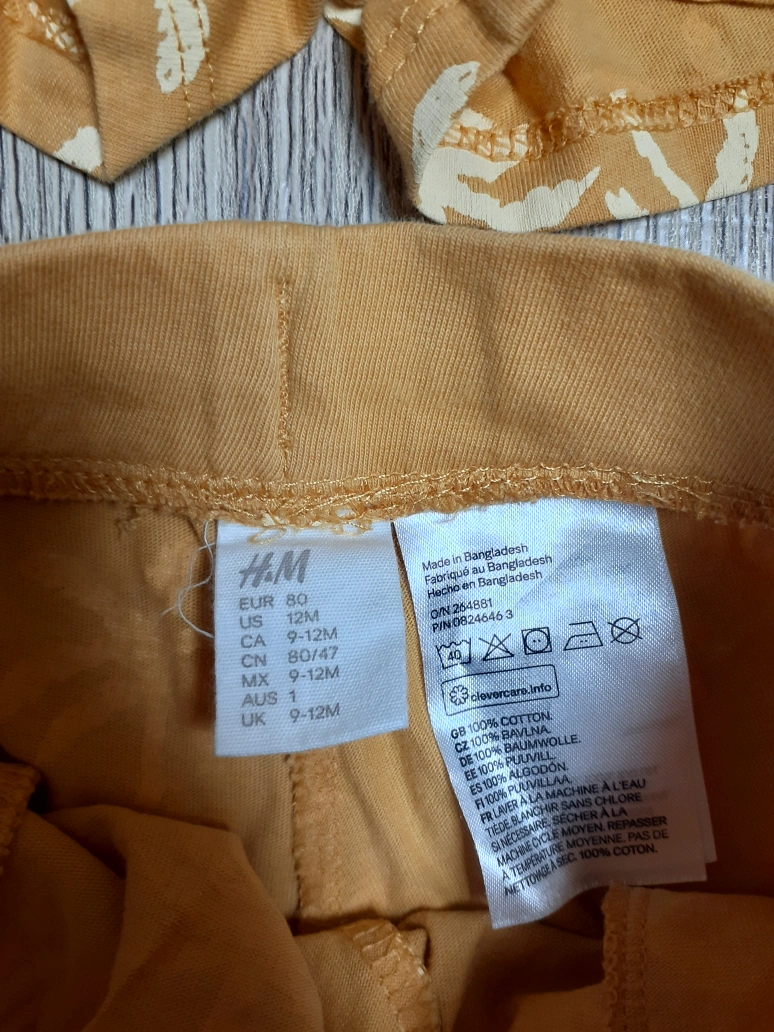 H&M
EUR 80
US 12M
CA 9-12M
CN 80/47
MX 9-12M
AUS 1
UK 9-12M
Made in Bangladesh
Fabriqué au Bangladesh
Hecho en Bangladesh
O/N 264881
P/N 0824646 3
40
clevercare.info
GB 100% COTTON.
CZ 100% BAVLNA.
DE 100% BAUMWOLLE.
EE 100% PUUVILL.
ES 100% ALGODÓN.
FI 100% PUUVILLAA.
FR LAVER À LA MACHINE À L'EAU
TIÈDE. BLANCHIR SANS CHLORE
SI NÉCESSAIRE. SÉCHER À LA
MACHINE CYCLE MOYEN. REPASSER
À TEMPÉRATURE MOYENNE. PAS DE
NETTOYAGE À SEC. 100% COTON.